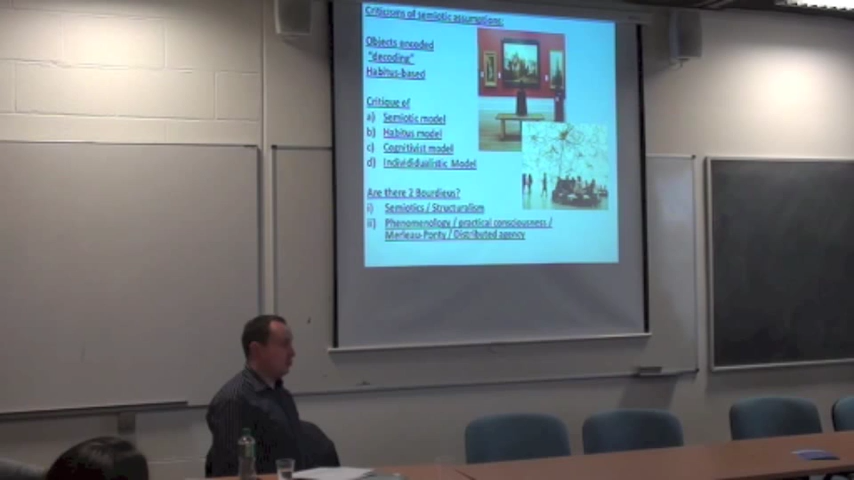 Criticisms of semiotic assumptions:
Objects encoded
"decoding"
Habitus-based
Critique of
a) Semiotic model
b) Habitus model
c) Cognitivist model
d) Individidualistic Model
Are there 2 Bourdieus?
i) Semiotics / Structuralism
ii) Phenomenology / practical consciousness /
Merleau-Ponty / Distributed agency